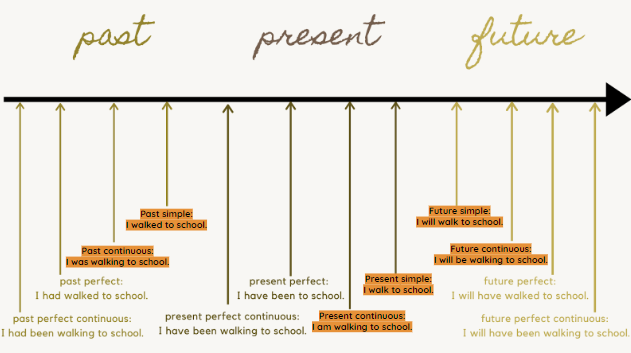 past present future
Past simple:
I walked to school.
Future simple:
I will walk to school.
Past continuous:
I was walking to school.
Future continuous:
I will be walking to school.
past perfect:
I had walked to school.
present perfect:
I have been to school.
Present simple:
I walk to school.
future perfect:
I will have walked to school.
past perfect continuous:
I had been walking to school.
present perfect continuous:
I have been walking to school.
Present continuous:
I am walking to school.
future perfect continuous:
I will have been walking to school.